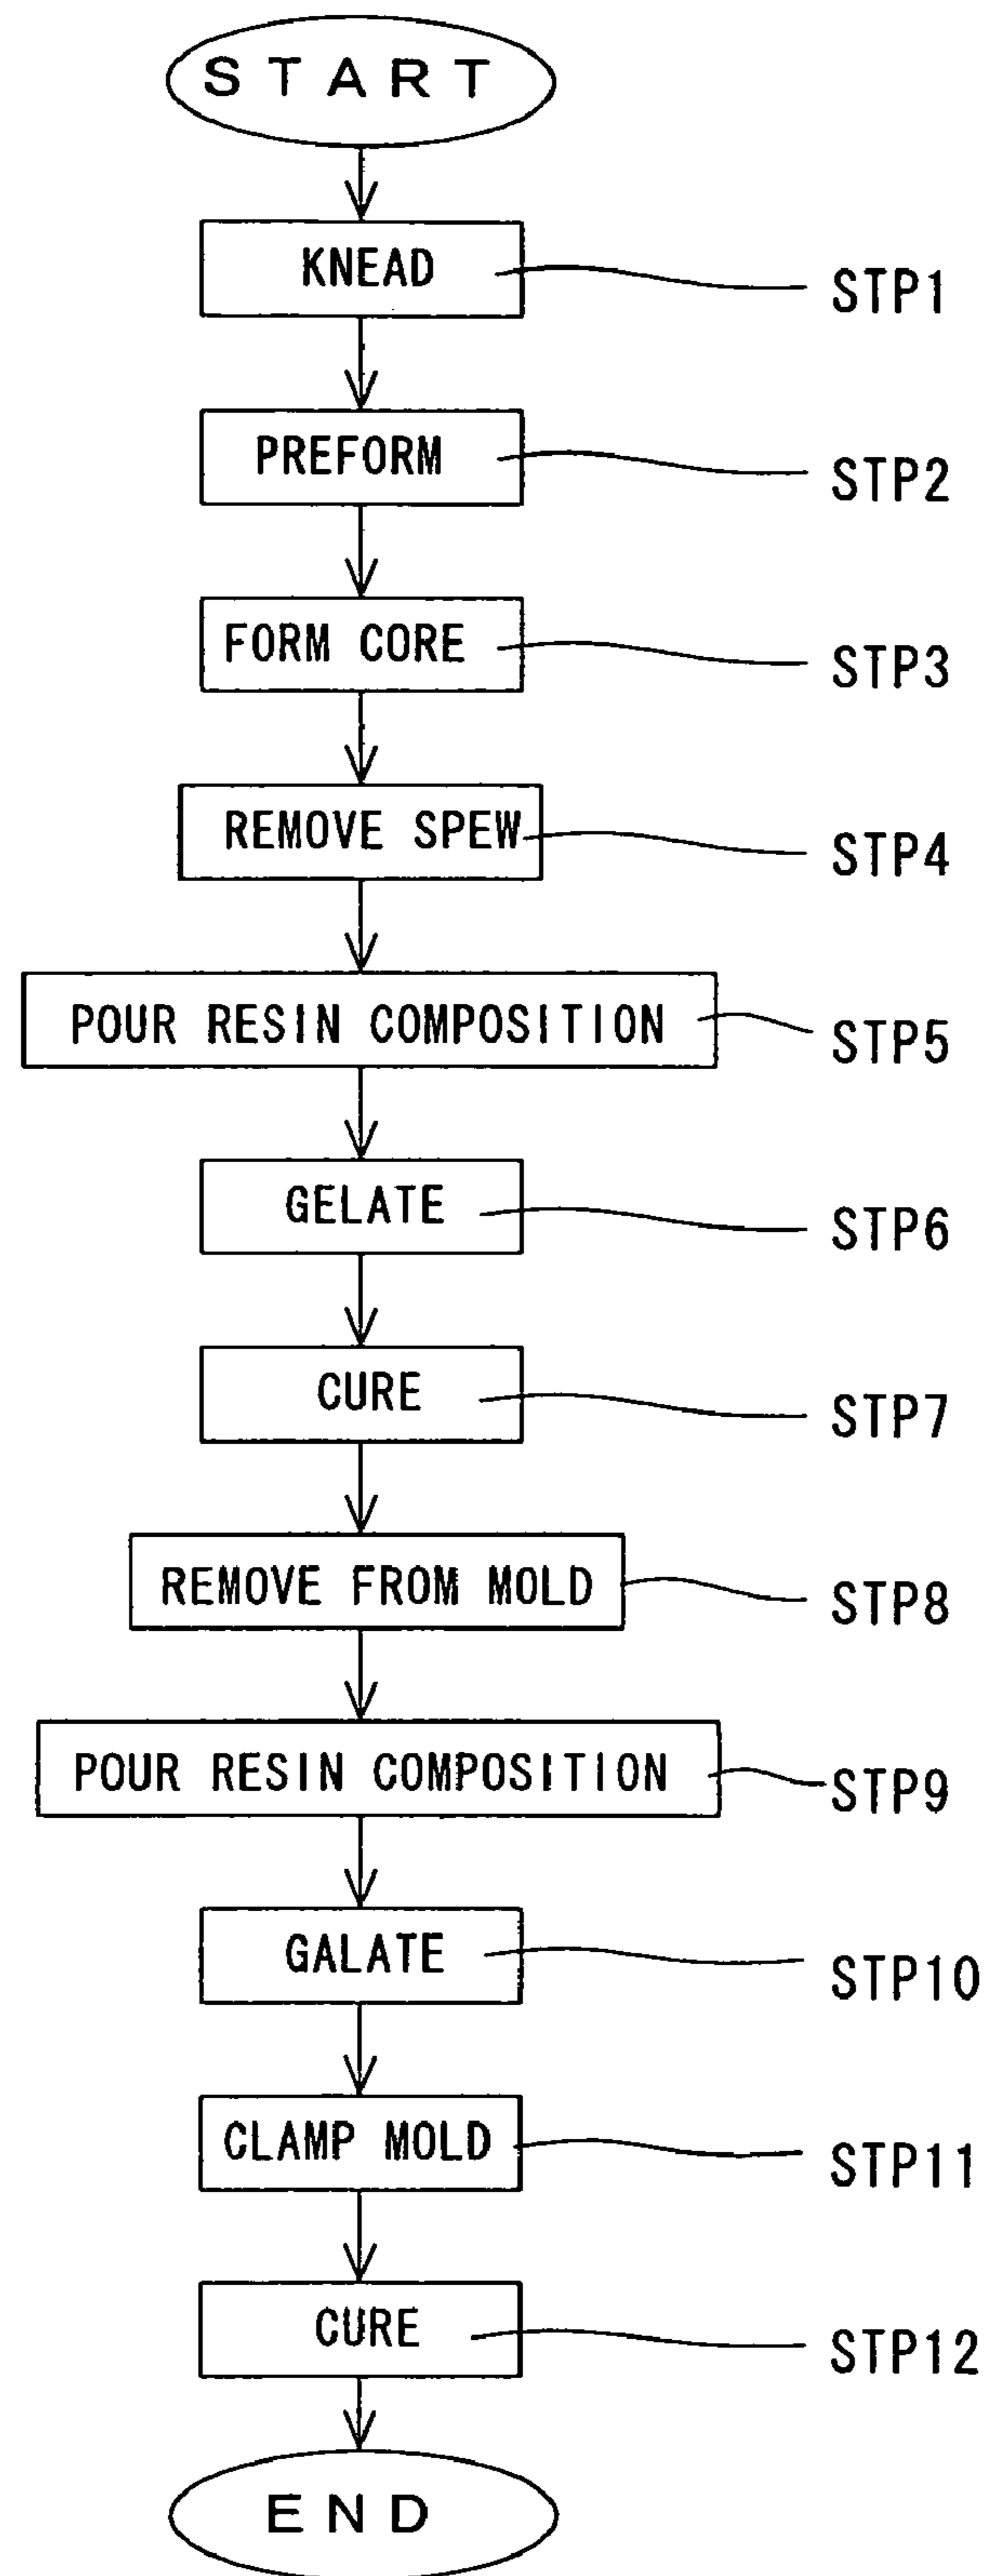 START
KNEAD
STP1
PREFORM
STP2
FORM CORE
STP3
REMOVE SPEW
STP4
POUR RESIN COMPOSITION
STP5
GELATE
STP6
CURE
STP7
REMOVE FROM MOLD
STP8
POUR RESIN COMPOSITION
STP9
GALATE
STP10
CLAMP MOLD
STP11
CURE
STP12
END